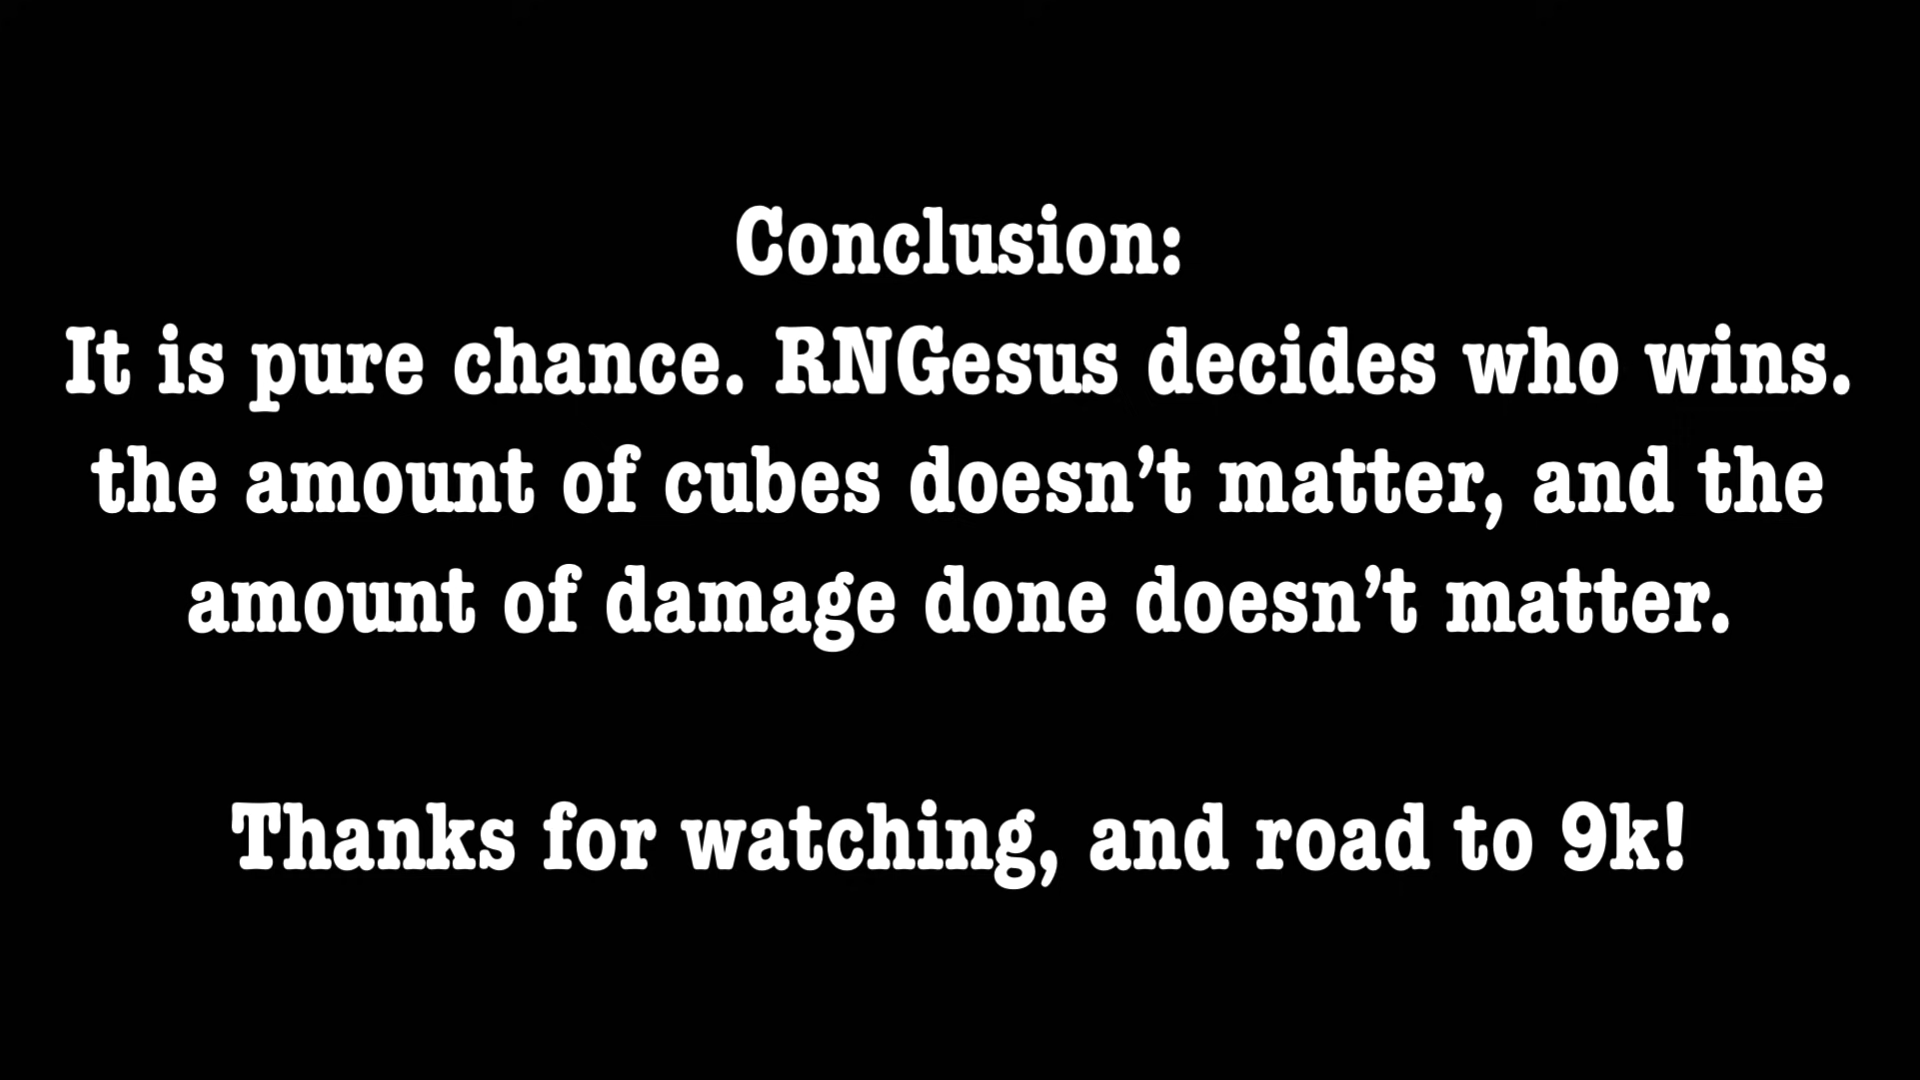 Conclusion:
It is pure chance. RNGesus decides who wins.
the amount of cubes doesn’t matter, and the
amount of damage done doesn’t matter.
Thanks for watching, and road to 9k!